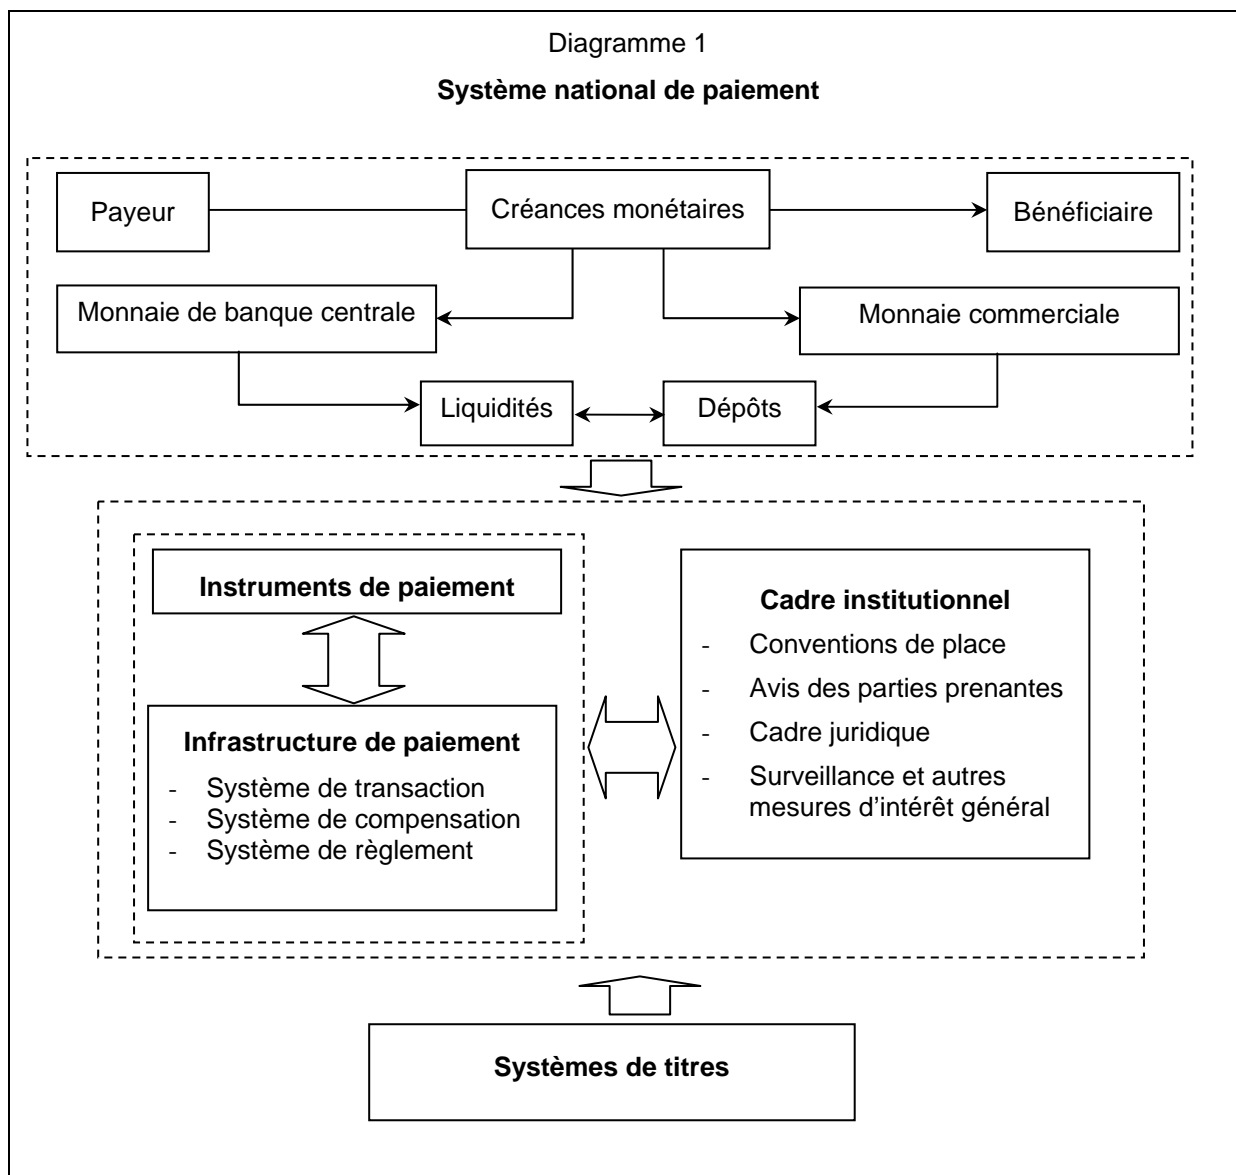 Diagramme 1
Système national de paiement
Payeur
Créances monétaires
Bénéficiaire
Monnaie de banque centrale
Monnaie commerciale
Liquidités
Dépôts
Instruments de paiement
Infrastructure de paiement
- Système de transaction
- Système de compensation
- Système de règlement
Cadre institutionnel
- Conventions de place
- Avis des parties prenantes
- Cadre juridique
- Surveillance et autres
mesures d’intérêt général
Systèmes de titres